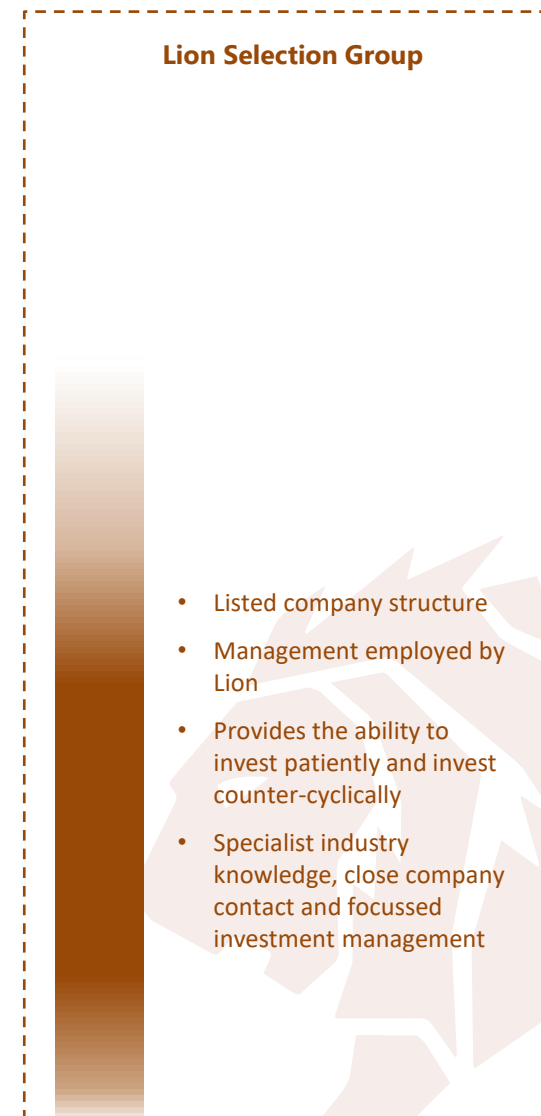 Lion Selection Group
• Listed company structure
• Management employed by
Lion
• Provides the ability to
invest patiently and invest
counter-cyclically
• Specialist industry
knowledge, close company
contact and focussed
investment management